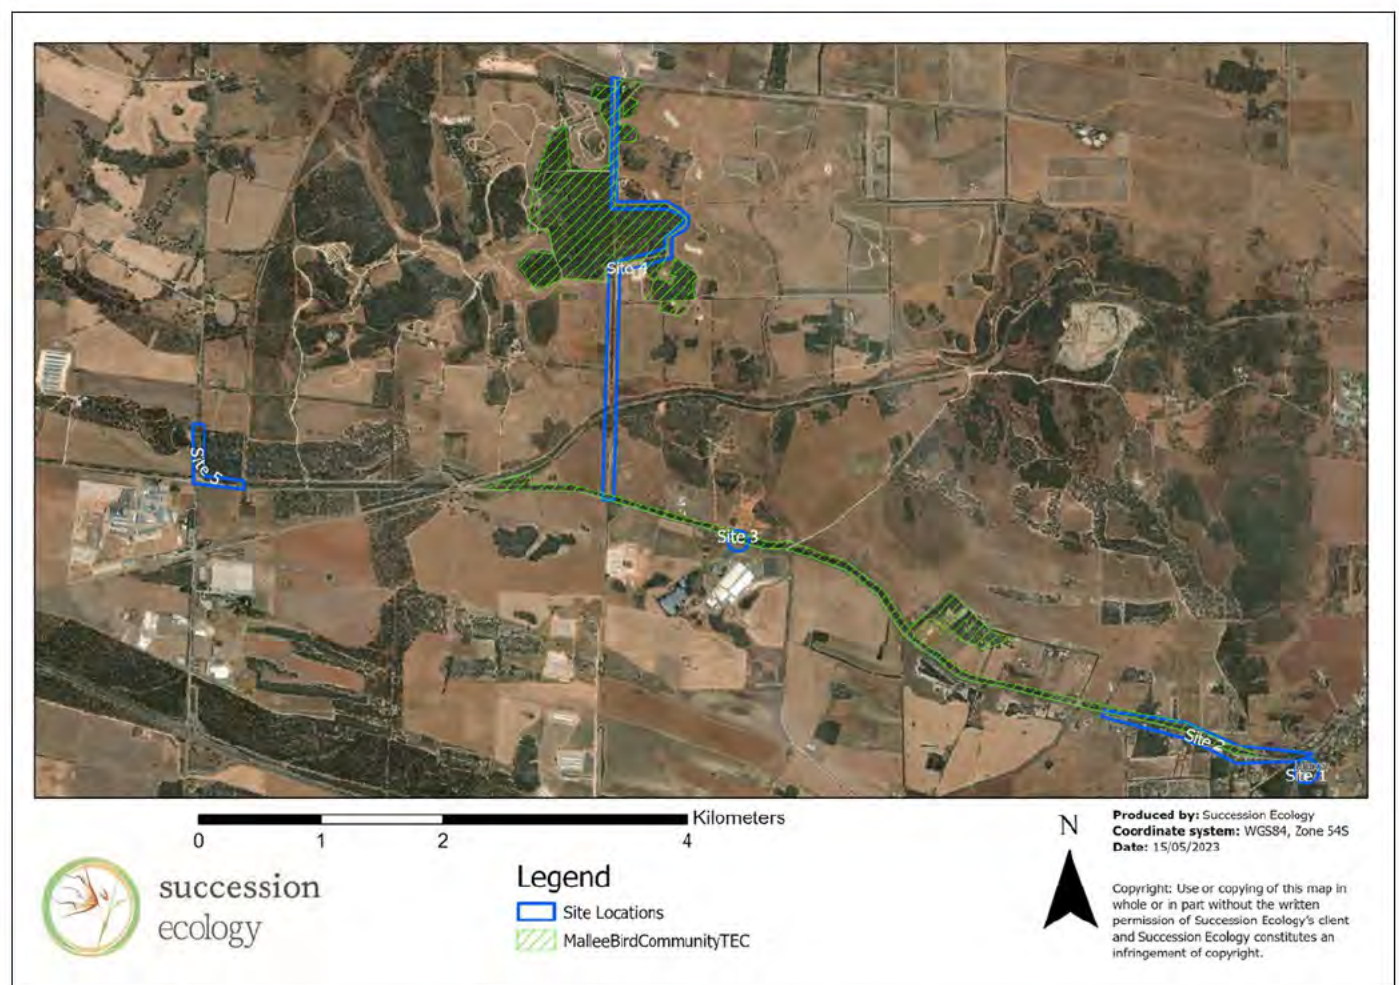 Site 4
Site 5
Site 3
Site 2
Site 1
Kilometers
0 1 2 4
N
Produced by: Succession Ecology
Coordinate system: WGS84, Zone 54S
Date: 15/05/2023
Copyright: Use or copying of this map in
whole or in part without the written
permission of Succession Ecology's client
and Succession Ecology constitutes an
infringement of copyright.
succession
ecology
Legend
Site Locations
MalleeBirdCommunityTEC